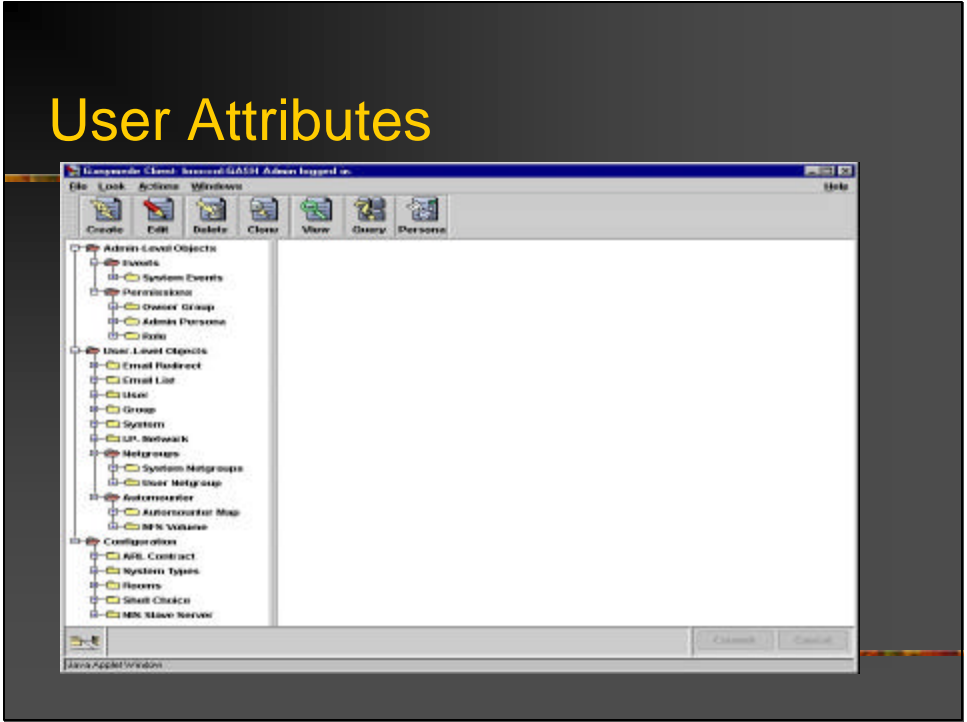 User Attributes
Ganymede Client: logged in
File Look Actions Windows Help
Create Edit Delete Clone View Query Persona
Admin-Level Objects
Events
System Events
Permissions
Owner Group
Admin Persona
Role
User-Level Objects
Email Redirect
Email List
User
Group
System
I.P. Network
Netgroups
System Netgroups
User Netgroup
Automounter
Automounter Map
NFS Volume
Configuration
ARL Contract
System Types
Rooms
Shell Choice
NIS Slave Server
Commit Cancel
Java Applet Window